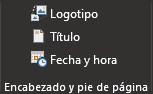 Logotipo
Título
Fecha y hora
Encabezado y pie de página